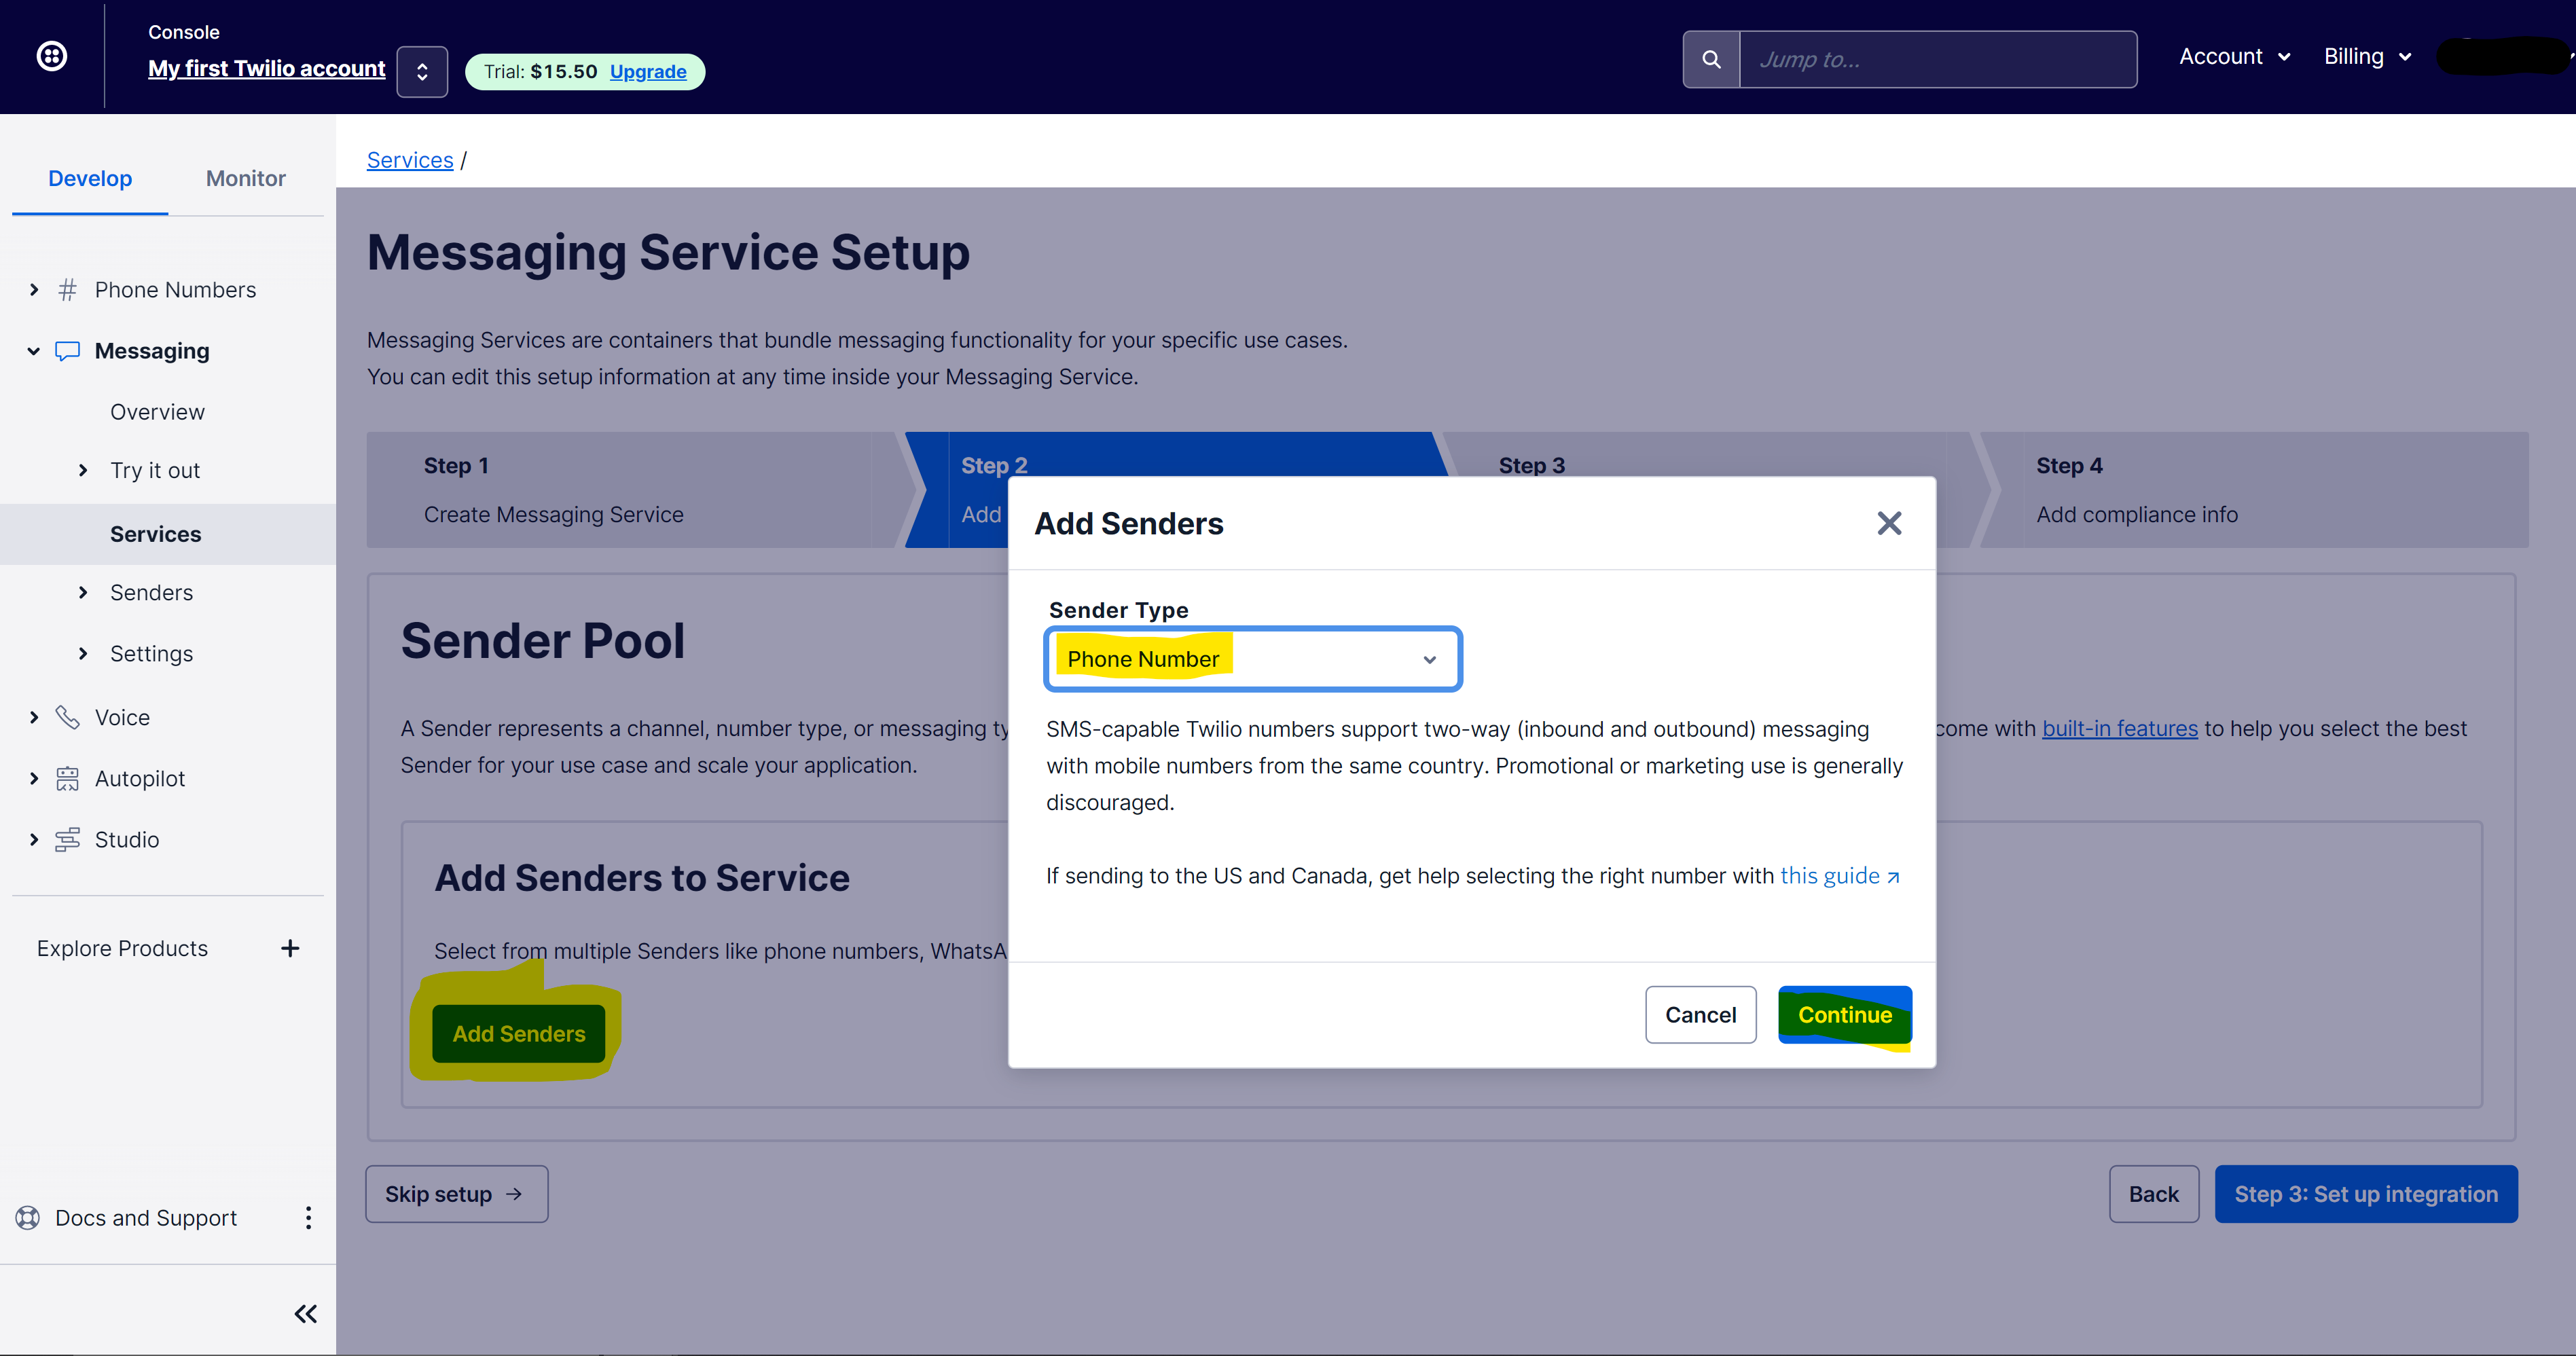 Console
My first Twilio account
Trial: $15.50 Upgrade
Jump to...
Account
Billing
Develop
Monitor
Phone Numbers
Messaging
Overview
Try it out
Services
Senders
Settings
Voice
Autopilot
Studio
Explore Products
Docs and Support
Services /
Messaging Service Setup
Messaging Services are containers that bundle messaging functionality for your specific use cases.
You can edit this setup information at any time inside your Messaging Service.
Step 1
Create Messaging Service
Step 2
Add
Step 3
Step 4
Add compliance info
Sender Pool
A Sender represents a channel, number type, or messaging ty
come with built-in features to help you select the best
Sender for your use case and scale your application.
Add Senders to Service
Select from multiple Senders like phone numbers, WhatsA
Add Senders
Add Senders
Sender Type
Phone Number
SMS-capable Twilio numbers support two-way (inbound and outbound) messaging
with mobile numbers from the same country. Promotional or marketing use is generally
discouraged.
If sending to the US and Canada, get help selecting the right number with this guide
Cancel
Continue
Skip setup →
Back
Step 3: Set up integration